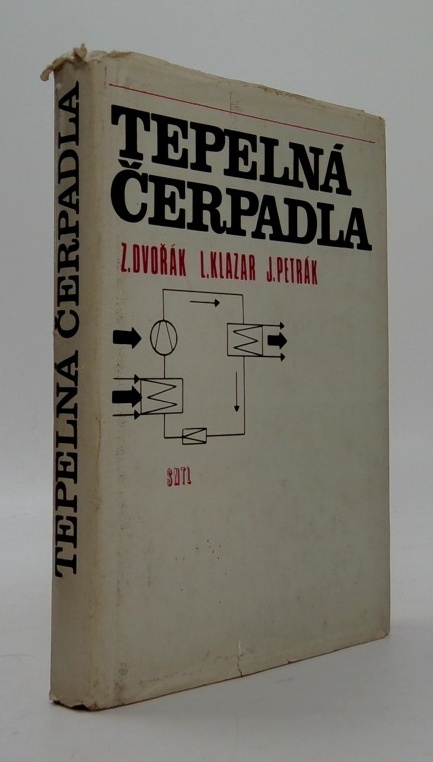 TEPELNÁ ČERPADLA
TEPELNÁ
ČERPADLA
Z.DVOŘÁK L.KLAZAR J.PETRÁK
SNTL